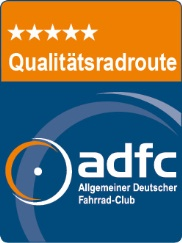 Qualitätsradroute
adfc
Allgemeiner Deutscher
Fahrrad-Club